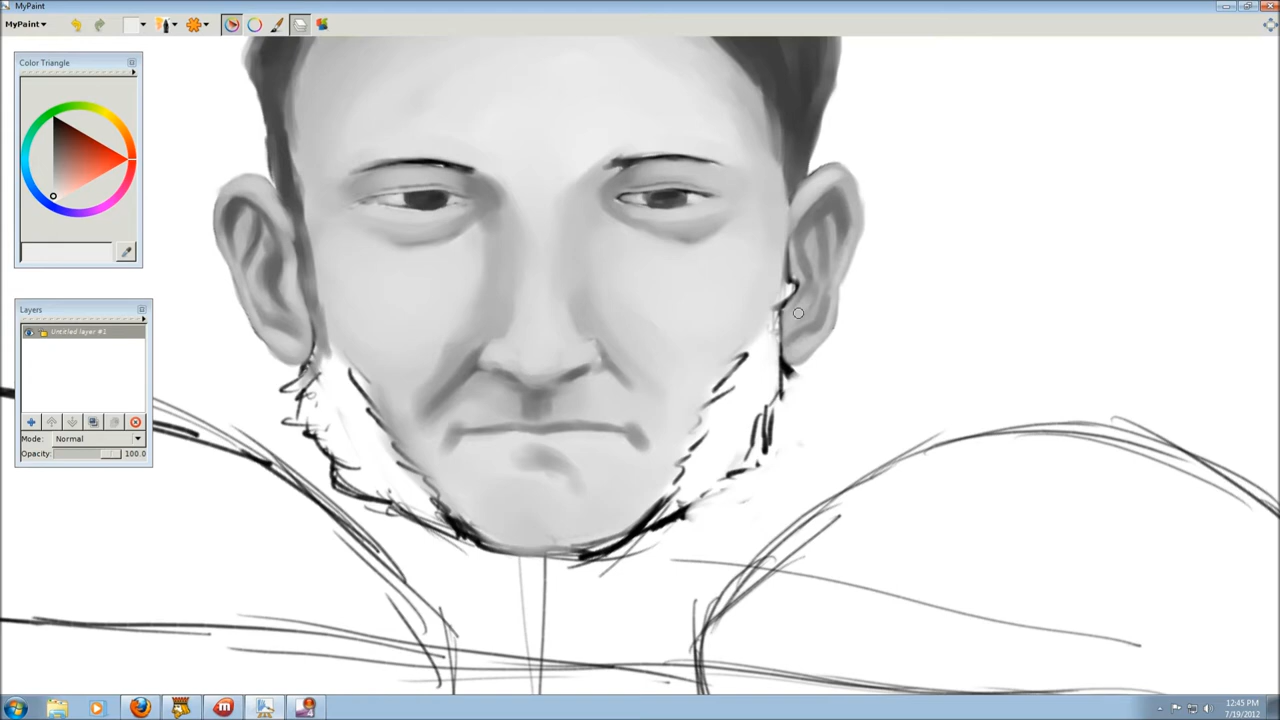 MyPaint
MyPaint
Color Triangle
Layers
Untitled layer #1
Mode: Normal
Opacity: 100.0
12:45 PM
7/19/2012